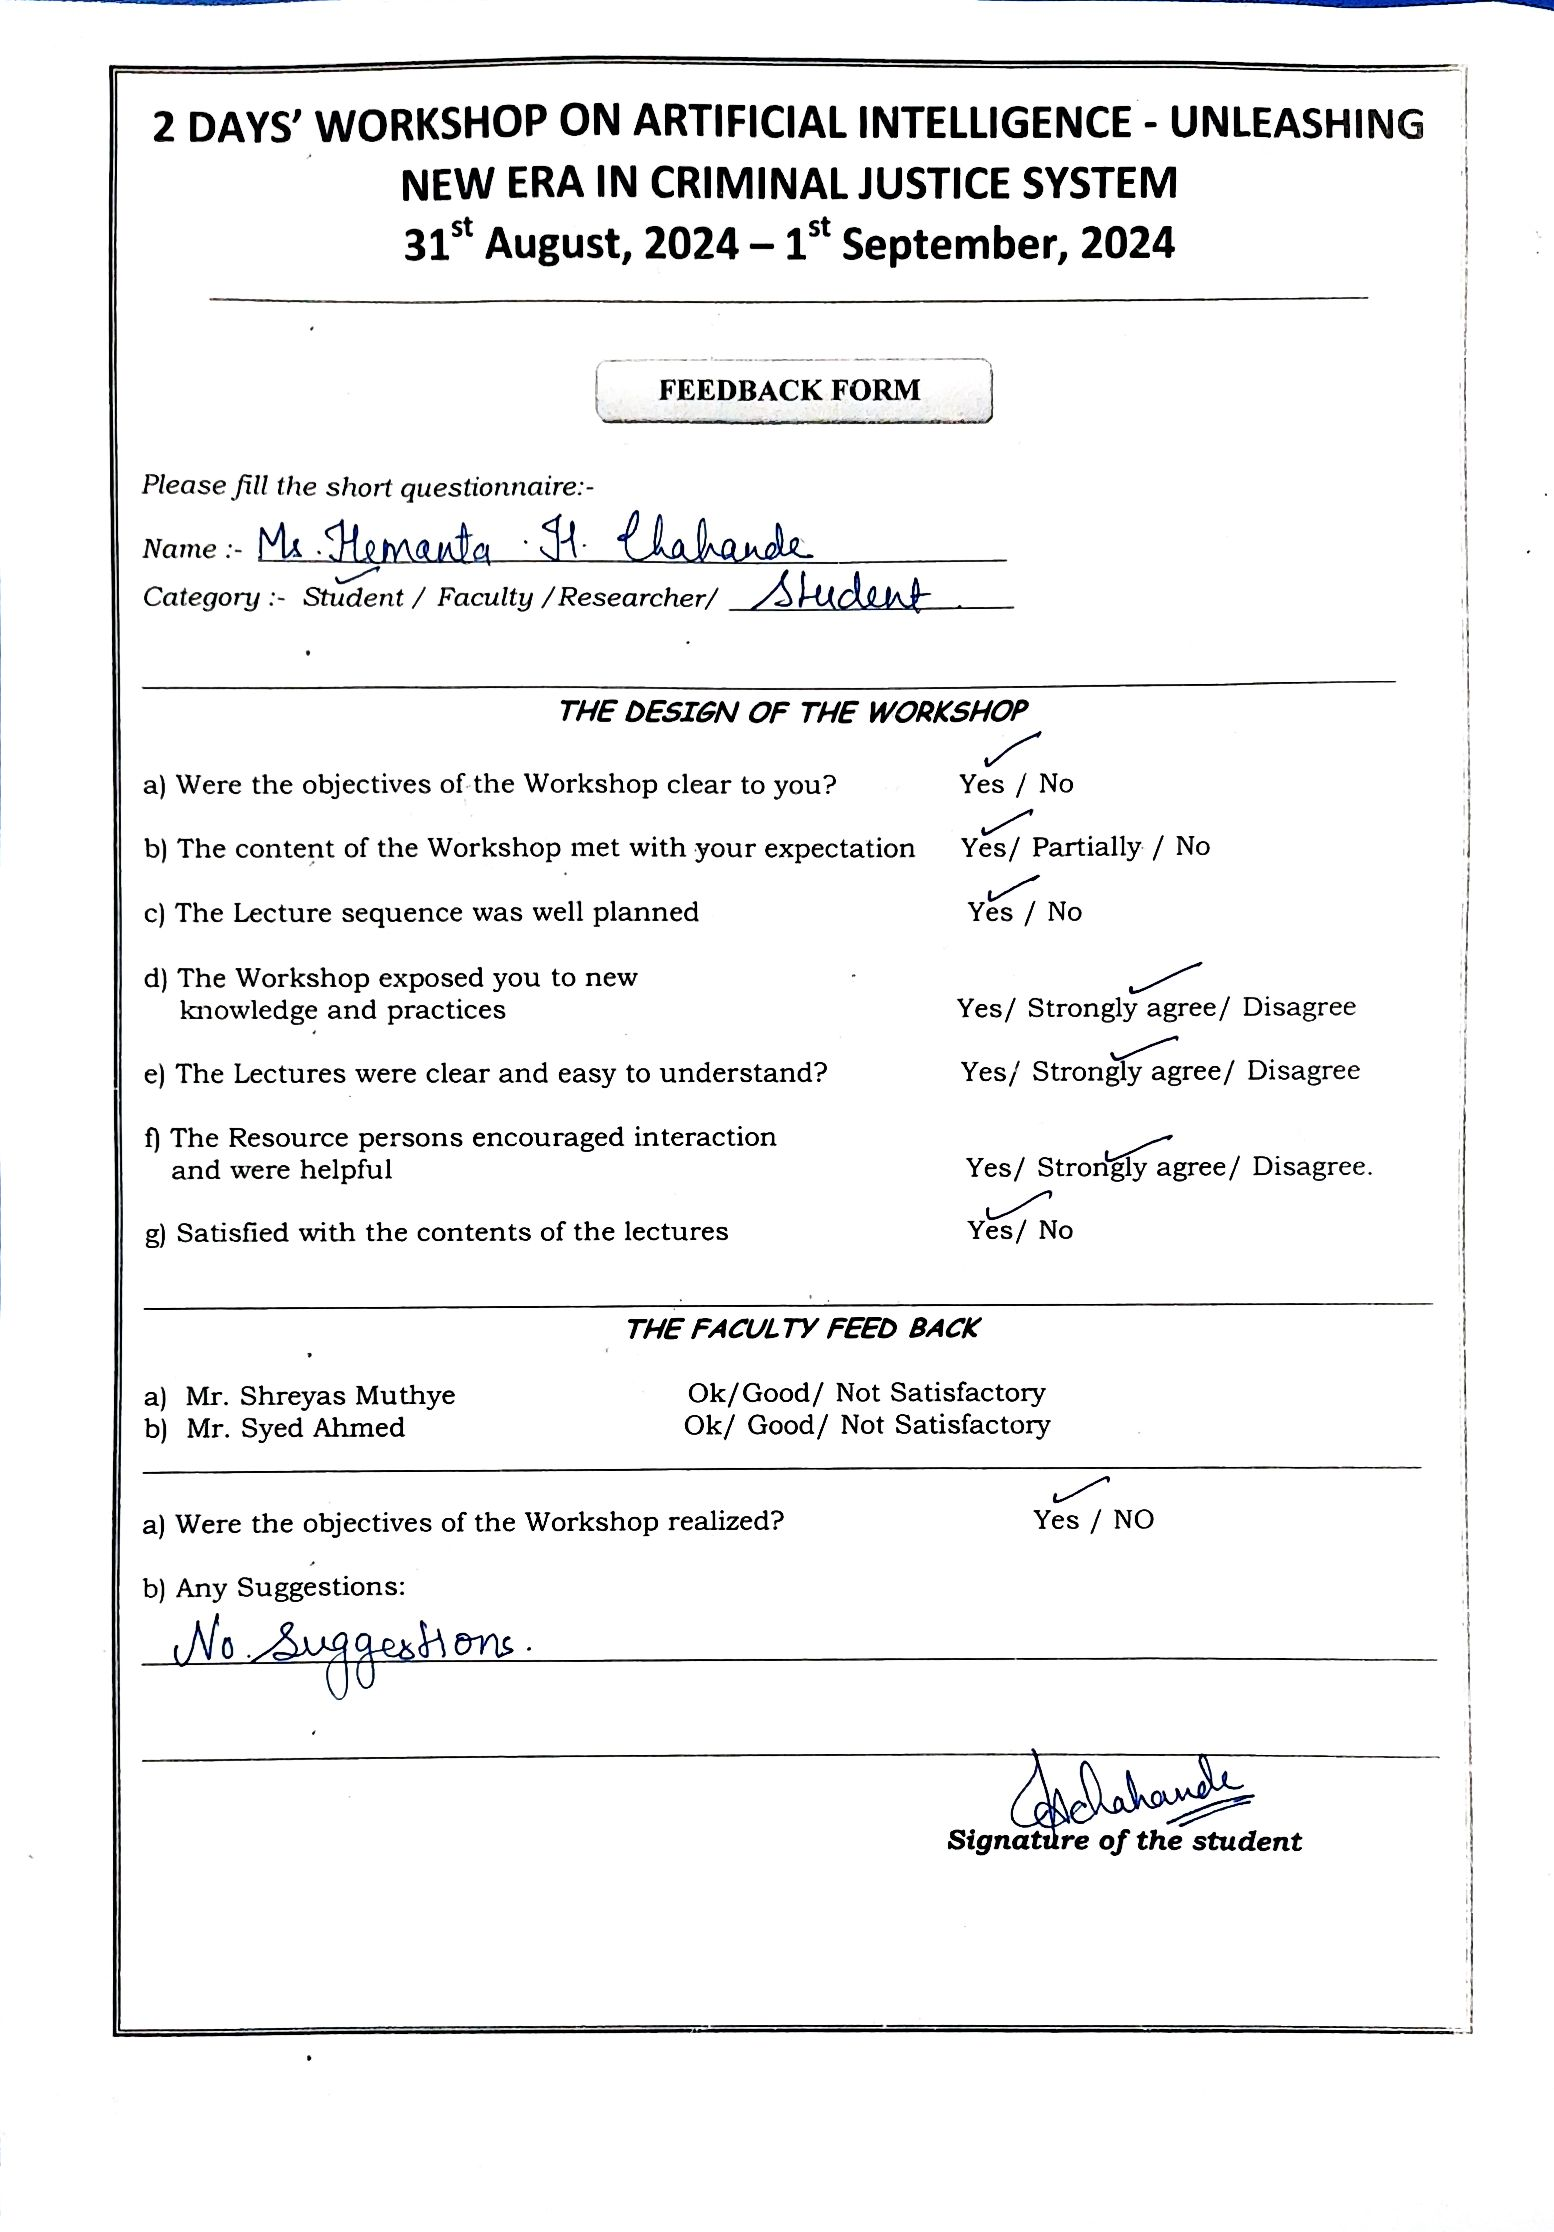 2 DAYS' WORKSHOP ON ARTIFICIAL INTELLIGENCE - UNLEASHING
NEW ERA IN CRIMINAL JUSTICE SYSTEM
31st August, 2024 – 1st September, 2024
FEEDBACK FORM
Please fill the short questionnaire:-
Name :- Ms. Hemanta . H. Chahande
Category :- Student / Faculty /Researcher/ Student .
THE DESIGN OF THE WORKSHOP
a) Were the objectives of the Workshop clear to you? Yes / No
b) The content of the Workshop met with your expectation Yes/ Partially / No
c) The Lecture sequence was well planned Yes / No
d) The Workshop exposed you to new
knowledge and practices Yes/ Strongly agree/ Disagree
e) The Lectures were clear and easy to understand? Yes/ Strongly agree/ Disagree
f) The Resource persons encouraged interaction
and were helpful Yes/ Strongly agree/ Disagree.
g) Satisfied with the contents of the lectures Yes/ No
THE FACULTY FEED BACK
a) Mr. Shreyas Muthye Ok/Good/ Not Satisfactory
b) Mr. Syed Ahmed Ok/ Good/ Not Satisfactory
a) Were the objectives of the Workshop realized? Yes / NO
b) Any Suggestions:
No. Suggestions.
HChahande
Signature of the student